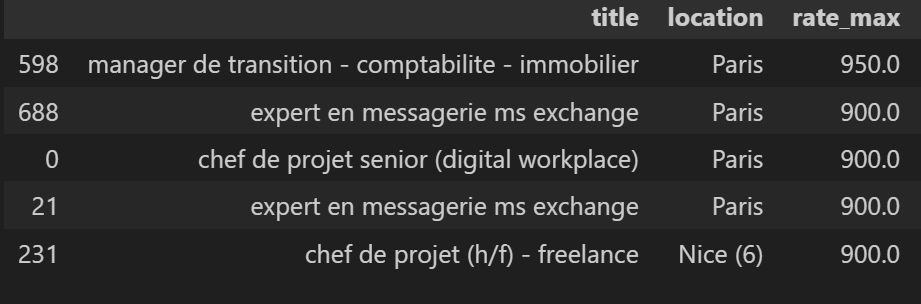 title location rate_max
598 manager de transition - comptabilite - immobilier Paris 950.0
688 expert en messagerie ms exchange Paris 900.0
0 chef de projet senior (digital workplace) Paris 900.0
21 expert en messagerie ms exchange Paris 900.0
231 chef de projet (h/f) - freelance Nice (6) 900.0